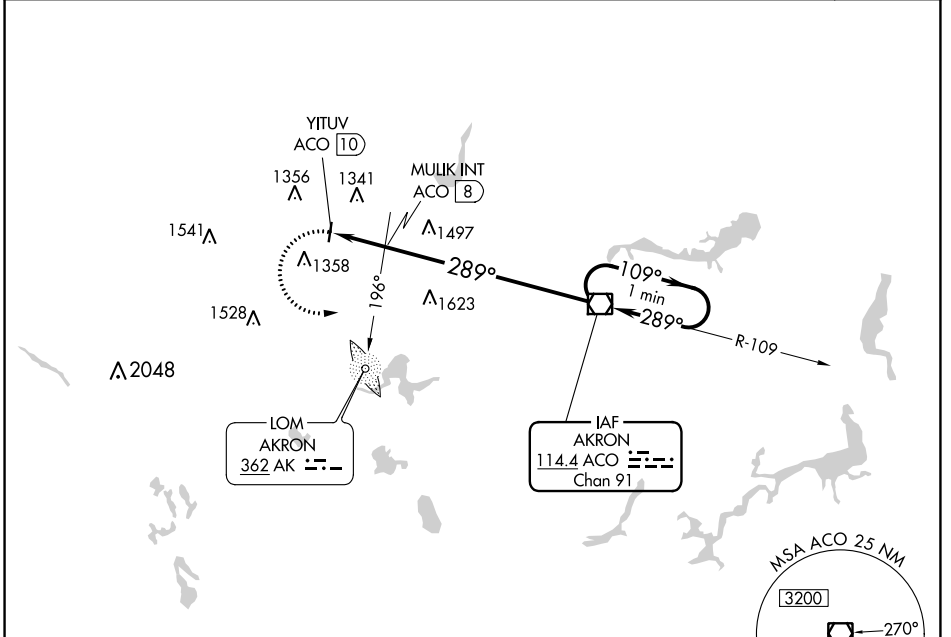 YITUV
ACO 10
MULIK INT
ACO 8
1356
1341
1541
1497
1358
289°
109°
1 min
289°
196°
1623
1528
R-109
2048
LOM
AKRON
362 AK
IAF
AKRON
114.4 ACO
Chan 91
MSA ACO 25 NM
3200
270°